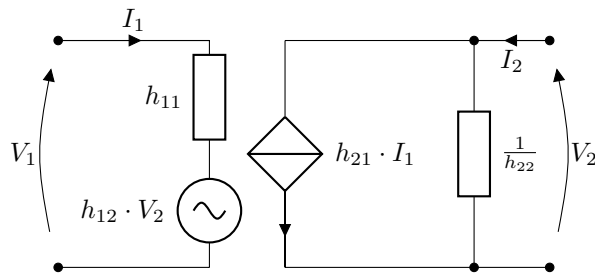 I₁
I₂
h₁₁
V₁
h₂₁ · I₁
1/h₂₂
V₂
h₁₂ · V₂